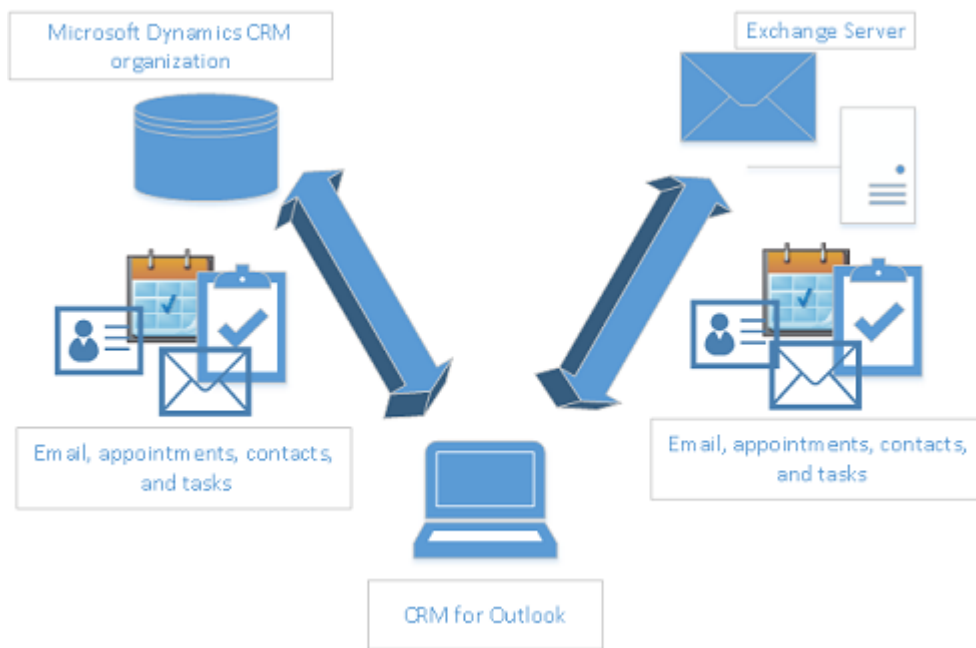 Microsoft Dynamics CRM
organization
Exchange Server
Email, appointments, contacts,
and tasks
Email, appointments, contacts,
and tasks
CRM for Outlook